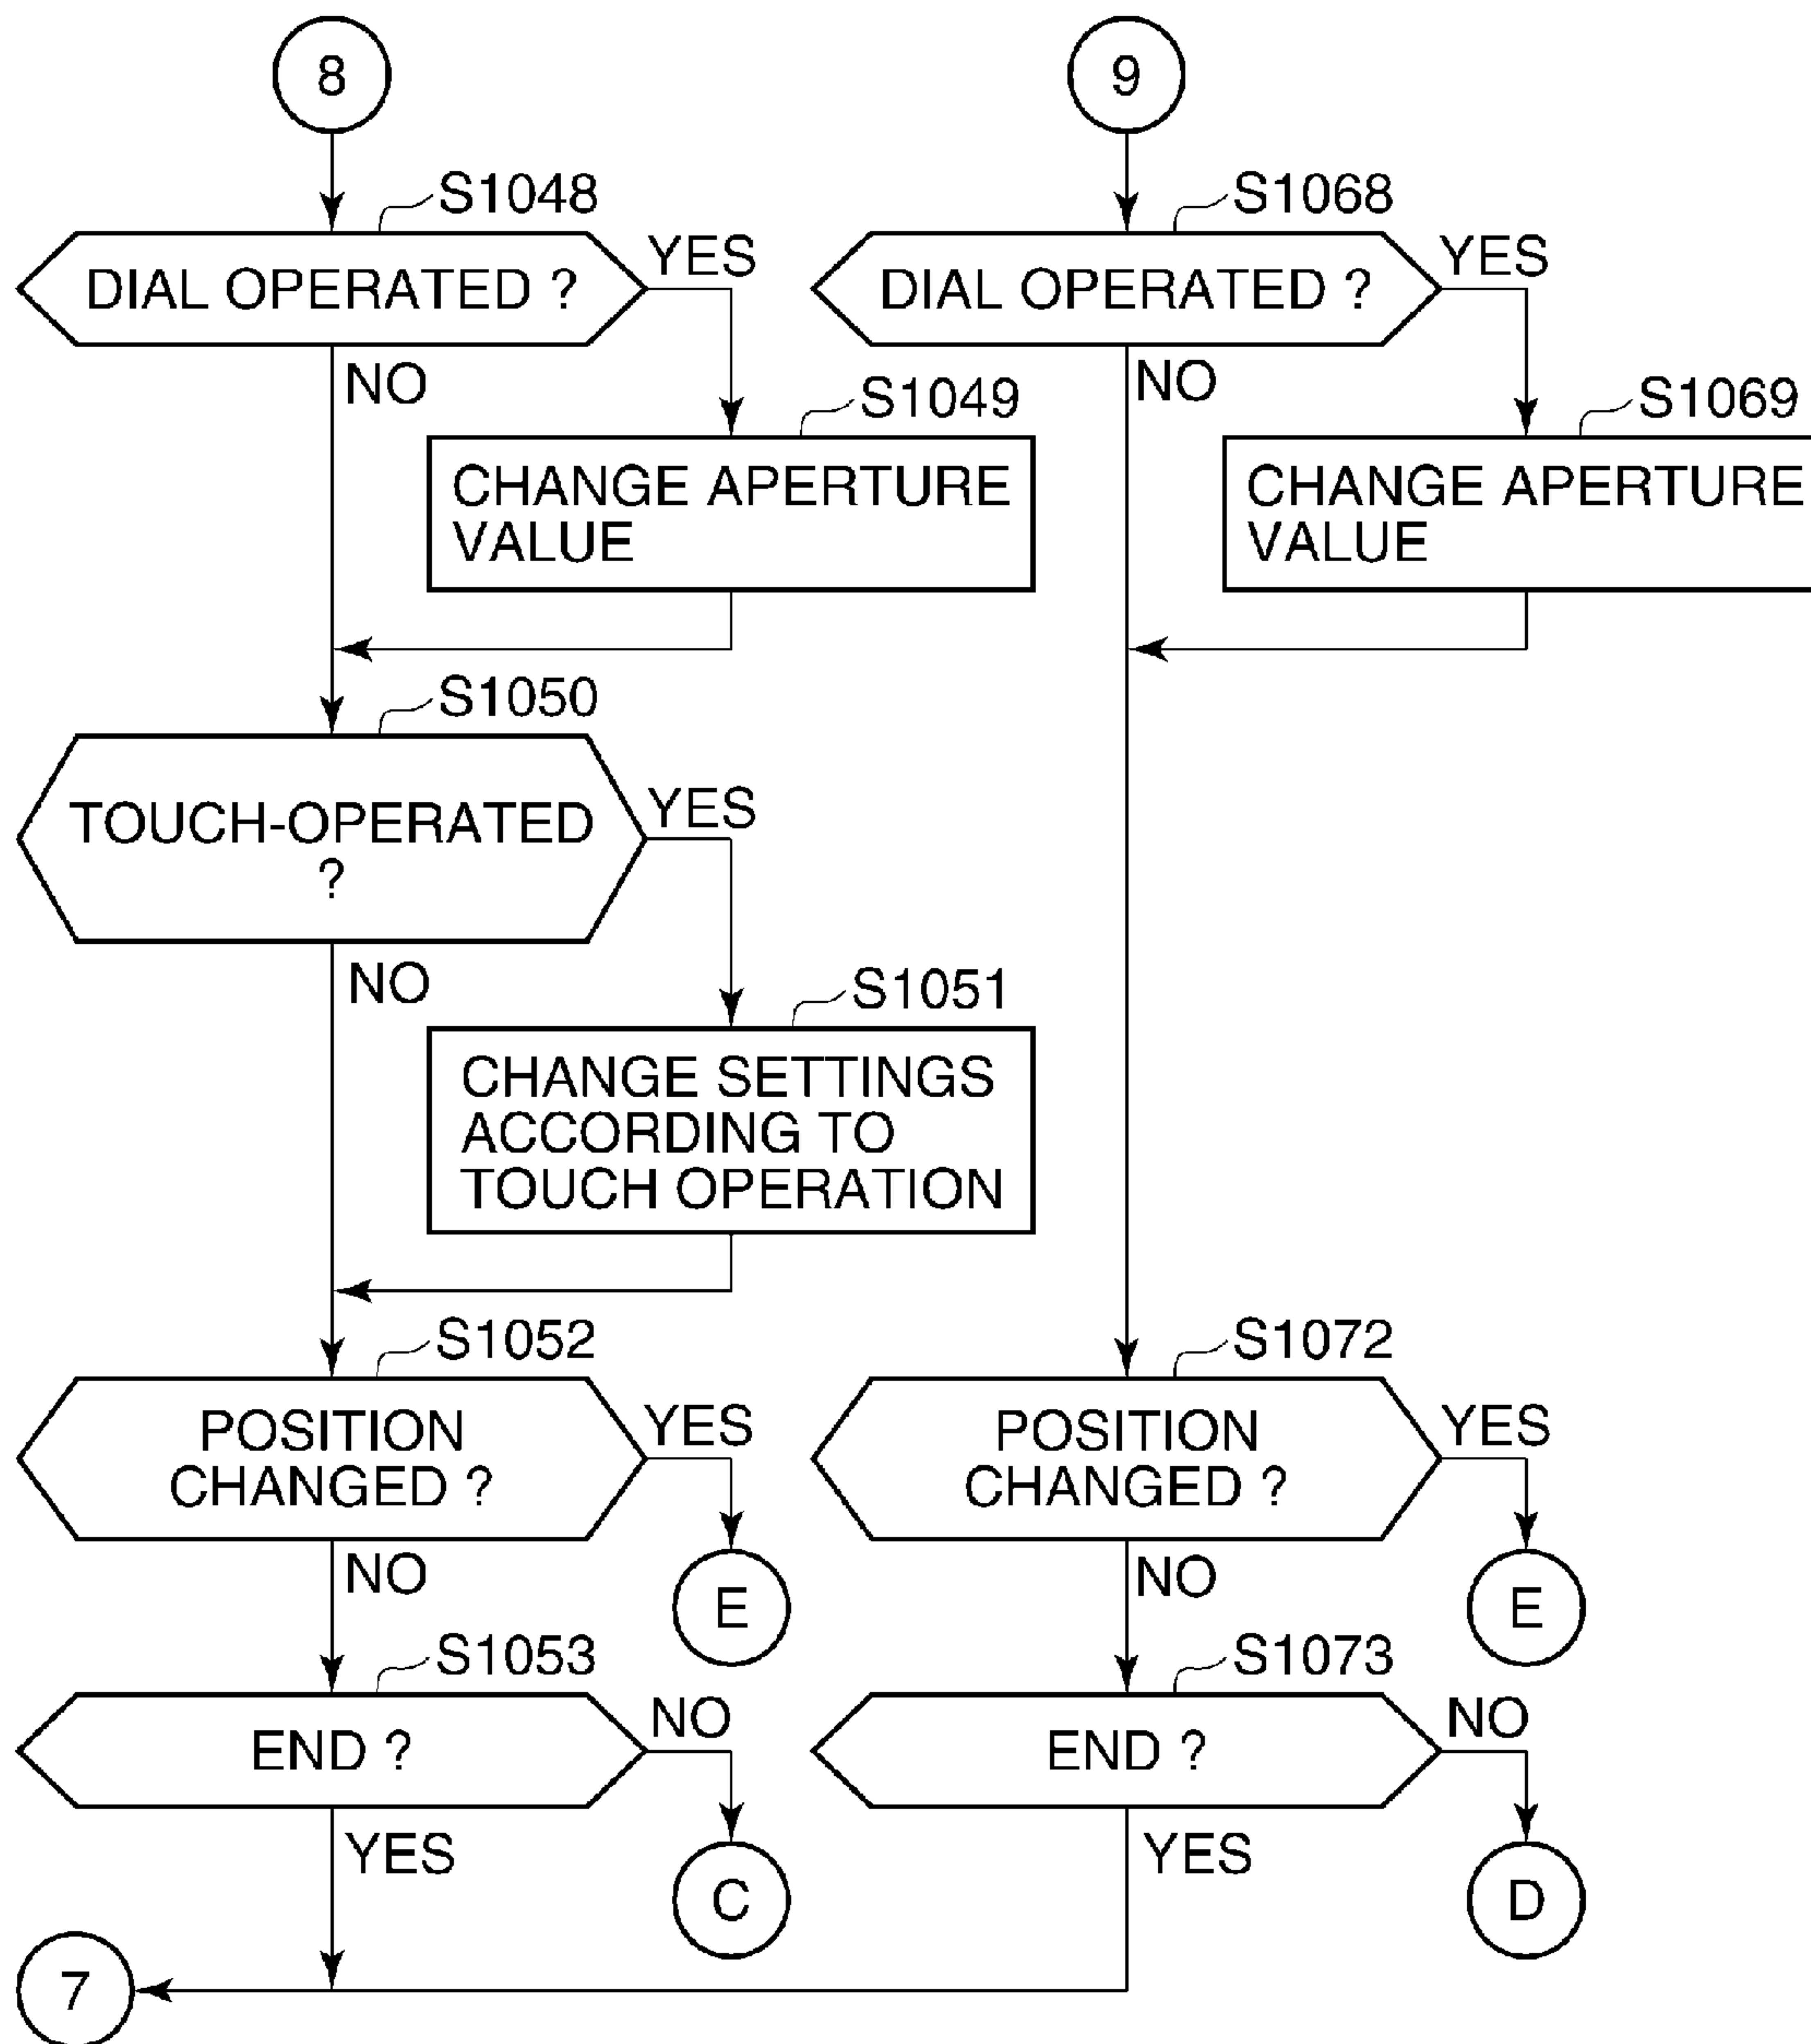 8
S1048
DIAL OPERATED ?
YES
NO
S1049
CHANGE APERTURE
VALUE
S1050
TOUCH-OPERATED
?
YES
NO
S1051
CHANGE SETTINGS
ACCORDING TO
TOUCH OPERATION
S1052
POSITION
CHANGED ?
YES
E
NO
S1053
END ?
NO
C
YES
7
9
S1068
DIAL OPERATED ?
YES
NO
S1069
CHANGE APERTURE
VALUE
S1072
POSITION
CHANGED ?
YES
E
NO
S1073
END ?
NO
D
YES